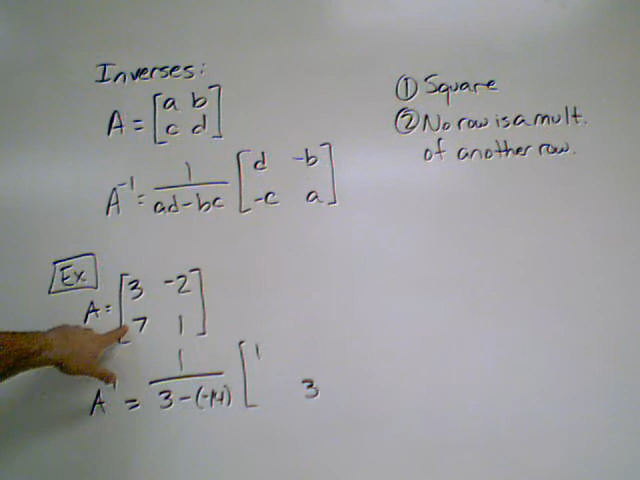 Inverses:
A = [a b
c d]
A⁻¹ = 1/(ad-bc) [d -b
-c a]
① Square
② No row is a mult.
of another row.
Ex
A = [3 -2
7 1]
A⁻¹ = 1/(3-(-14)) [1
3